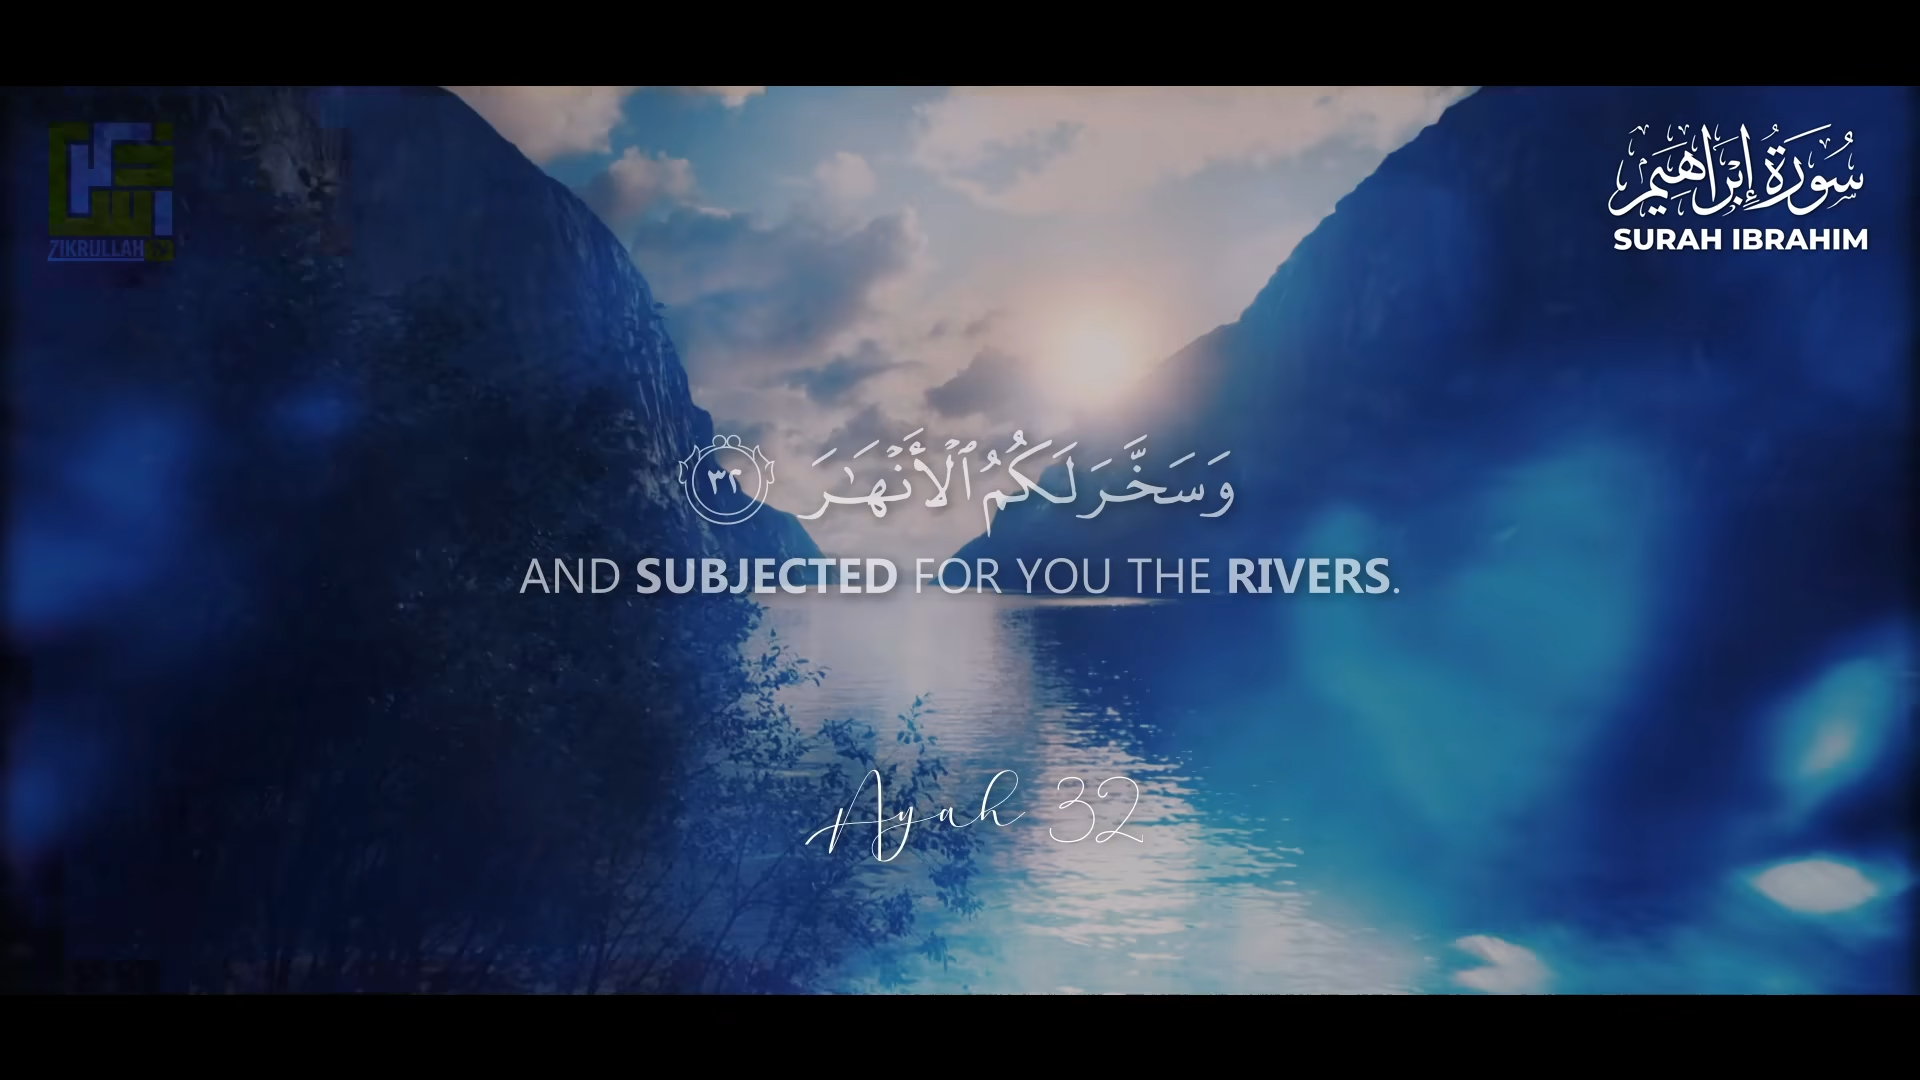 ZIKRULLAH
سُورَةُ إِبْرَاهِيم
SURAH IBRAHIM
وَسَخَّرَ لَكُمُ ٱلْأَنْهَـٰرَ ٣٢
AND SUBJECTED FOR YOU THE RIVERS.
Ayah 32